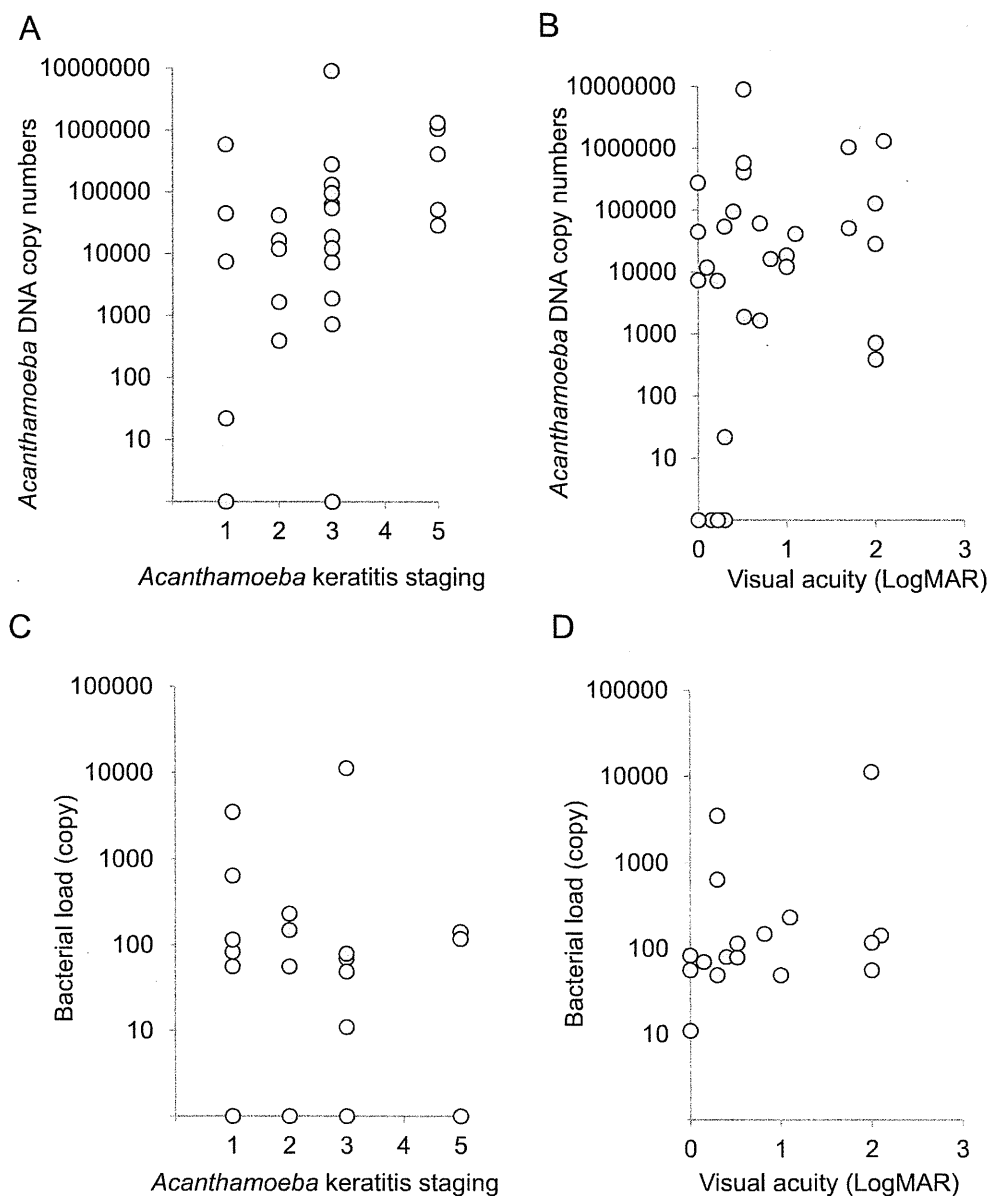 A
10000000
1000000
100000
10000
1000
100
10
Acanthamoeba DNA copy numbers
1 2 3 4 5
Acanthamoeba keratitis staging
B
10000000
1000000
100000
10000
1000
100
10
Acanthamoeba DNA copy numbers
0 1 2 3
Visual acuity (LogMAR)
C
100000
10000
1000
100
10
Bacterial load (copy)
1 2 3 4 5
Acanthamoeba keratitis staging
D
100000
10000
1000
100
10
Bacterial load (copy)
0 1 2 3
Visual acuity (LogMAR)